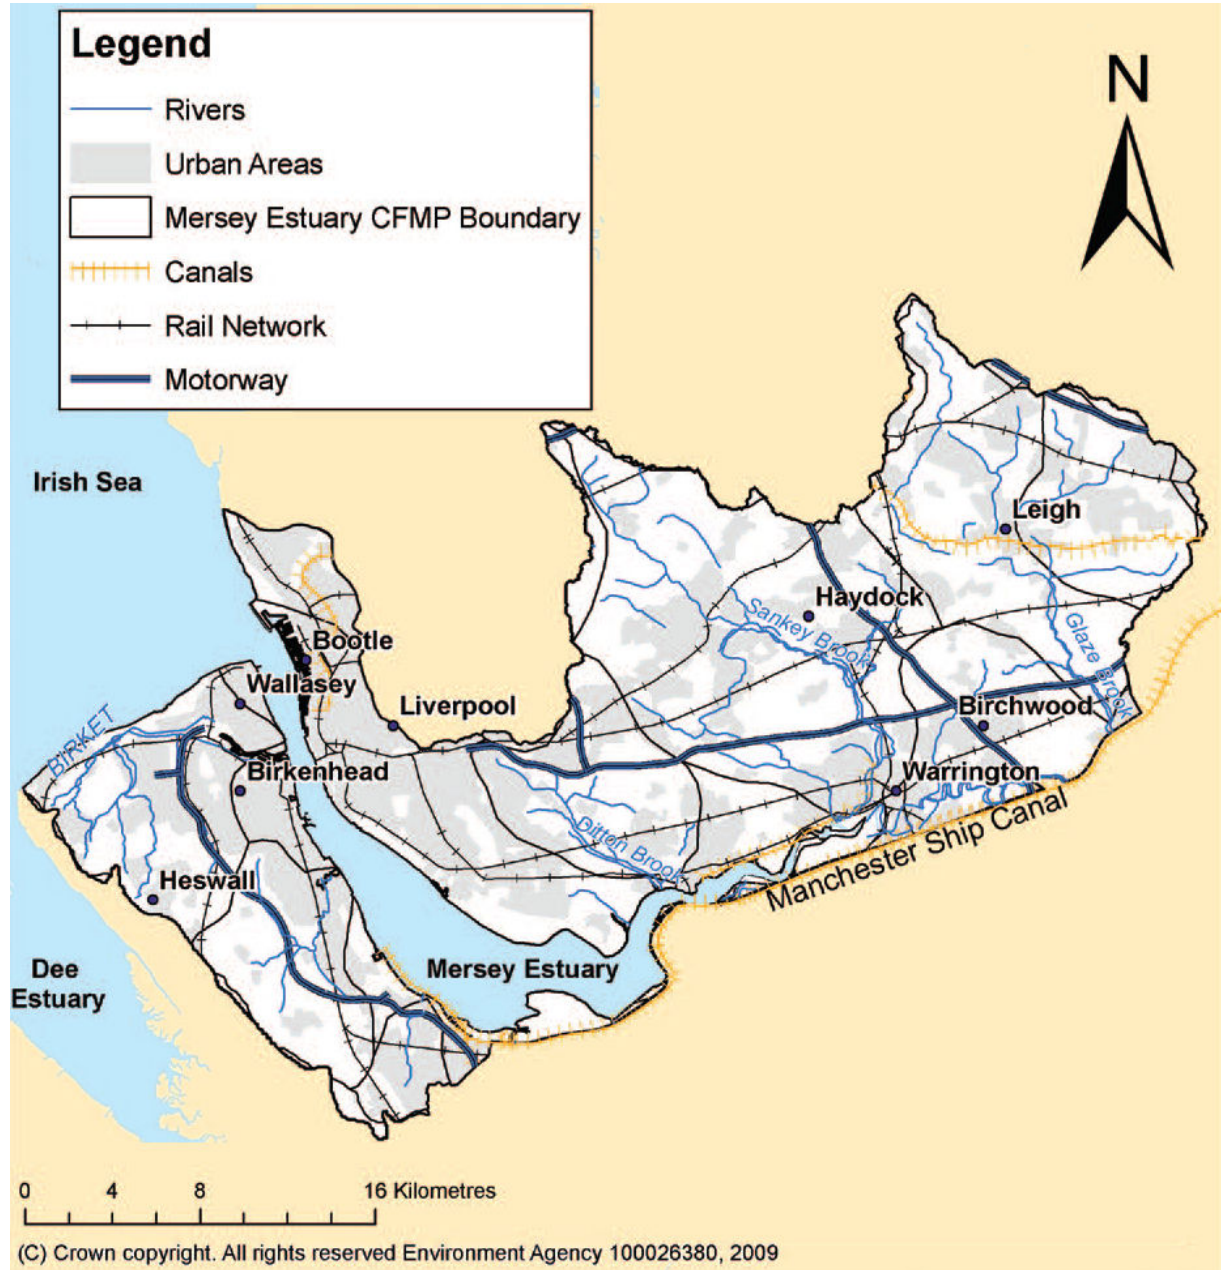 Legend
Rivers
Urban Areas
Mersey Estuary CFMP Boundary
Canals
Rail Network
Motorway
N
Irish Sea
Leigh
Haydock
Sankey Brook
Glaze Brook
Bootle
Wallasey
Liverpool
Birchwood
BIRKET
Birkenhead
Warrington
Ditton Brook
Manchester Ship Canal
Heswall
Mersey Estuary
Dee
Estuary
0 4 8 16 Kilometres
(C) Crown copyright. All rights reserved Environment Agency 100026380, 2009